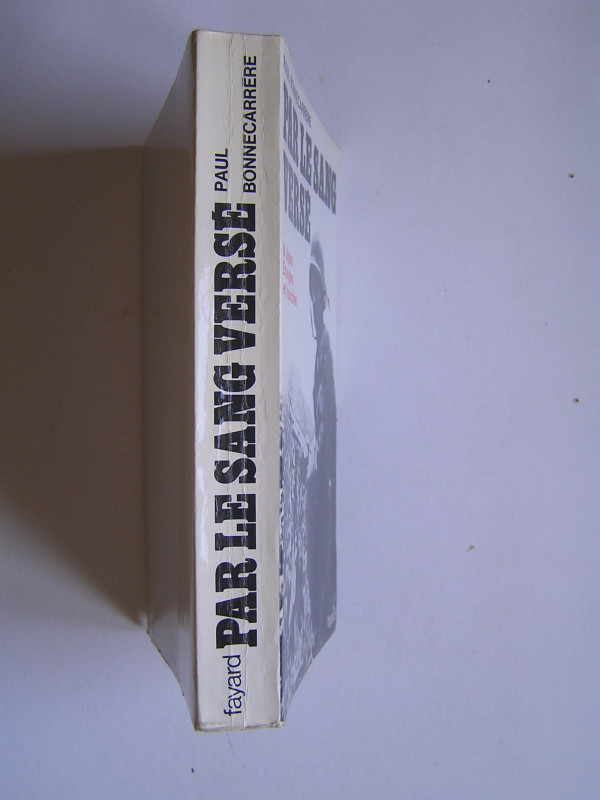 fayard
PAR LE SANG VERSÉ
PAUL
BONNECARRÈRE
PAR LE SANG
VERSÉ